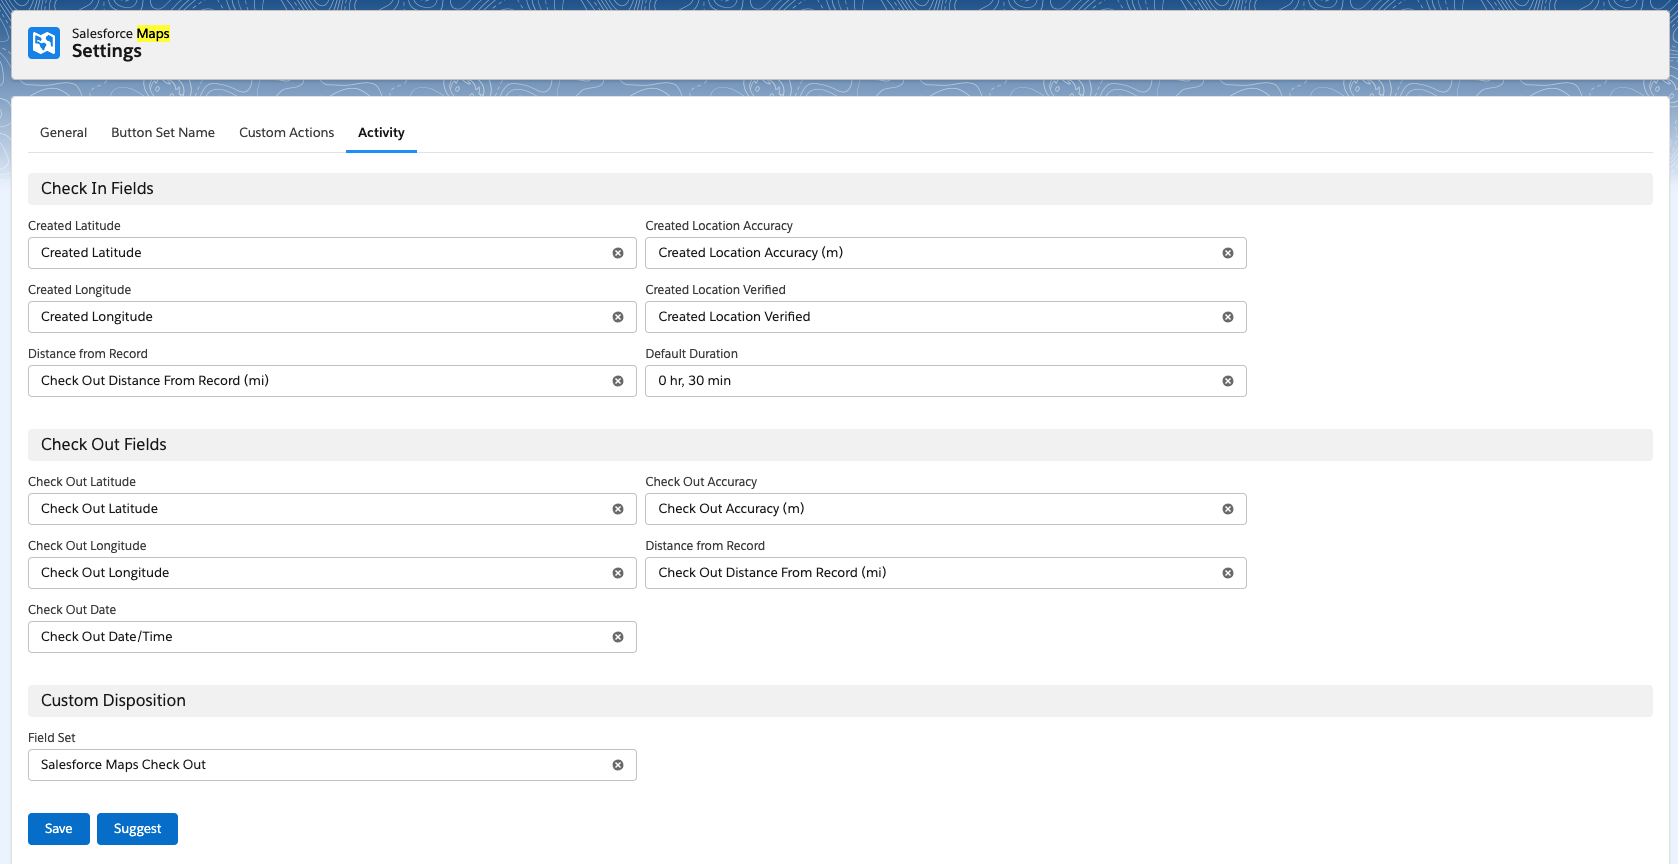 Salesforce Maps
Settings
General Button Set Name Custom Actions Activity
Check In Fields
Created Latitude Created Location Accuracy
Created Latitude Created Location Accuracy (m)
Created Longitude Created Location Verified
Created Longitude Created Location Verified
Distance from Record Default Duration
Check Out Distance From Record (mi) 0 hr, 30 min
Check Out Fields
Check Out Latitude Check Out Accuracy
Check Out Latitude Check Out Accuracy (m)
Check Out Longitude Distance from Record
Check Out Longitude Check Out Distance From Record (mi)
Check Out Date
Check Out Date/Time
Custom Disposition
Field Set
Salesforce Maps Check Out
Save Suggest